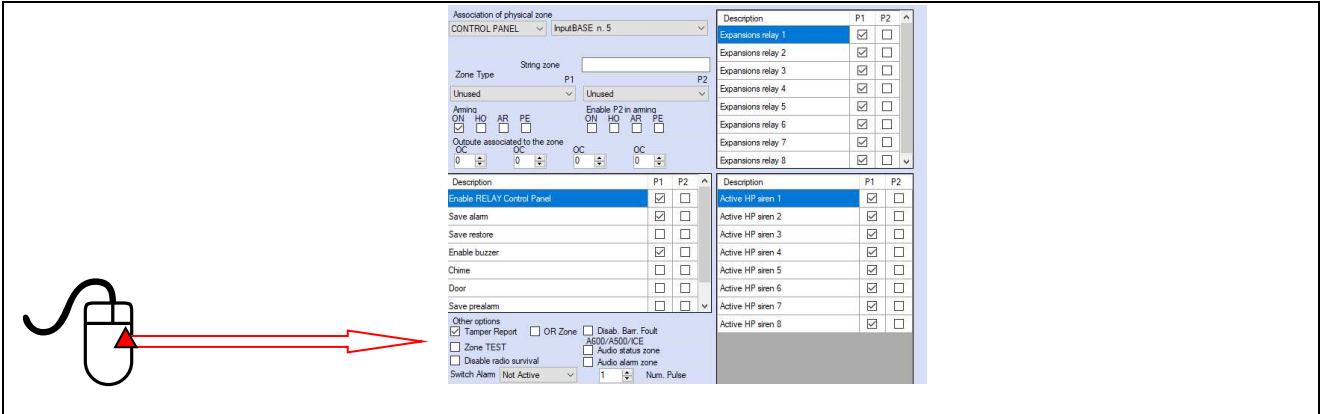 Association of physical zone
CONTROL PANEL InputBASE n. 5
String zone
Zone Type P1 P2
Unused Unused
Arming Enable P2 in arming
ON HO AR PE ON HO AR PE
Outpute associated to the zone
OC OC OC OC
0 0 0 0
Description P1 P2
Expansions relay 1
Expansions relay 2
Expansions relay 3
Expansions relay 4
Expansions relay 5
Expansions relay 6
Expansions relay 7
Expansions relay 8
Description P1 P2
Enable RELAY Control Panel
Save alarm
Save restore
Enable buzzer
Chime
Door
Save prealarm
Description P1 P2
Active HP siren 1
Active HP siren 2
Active HP siren 3
Active HP siren 4
Active HP siren 5
Active HP siren 6
Active HP siren 7
Active HP siren 8
Other options
Tamper Report OR Zone Disab. Barr. Foult
A600/A500/ICE
Zone TEST Audio status zone
Disable radio survival Audio alarm zone
Switch Alarm Not Active 1 Num. Pulse